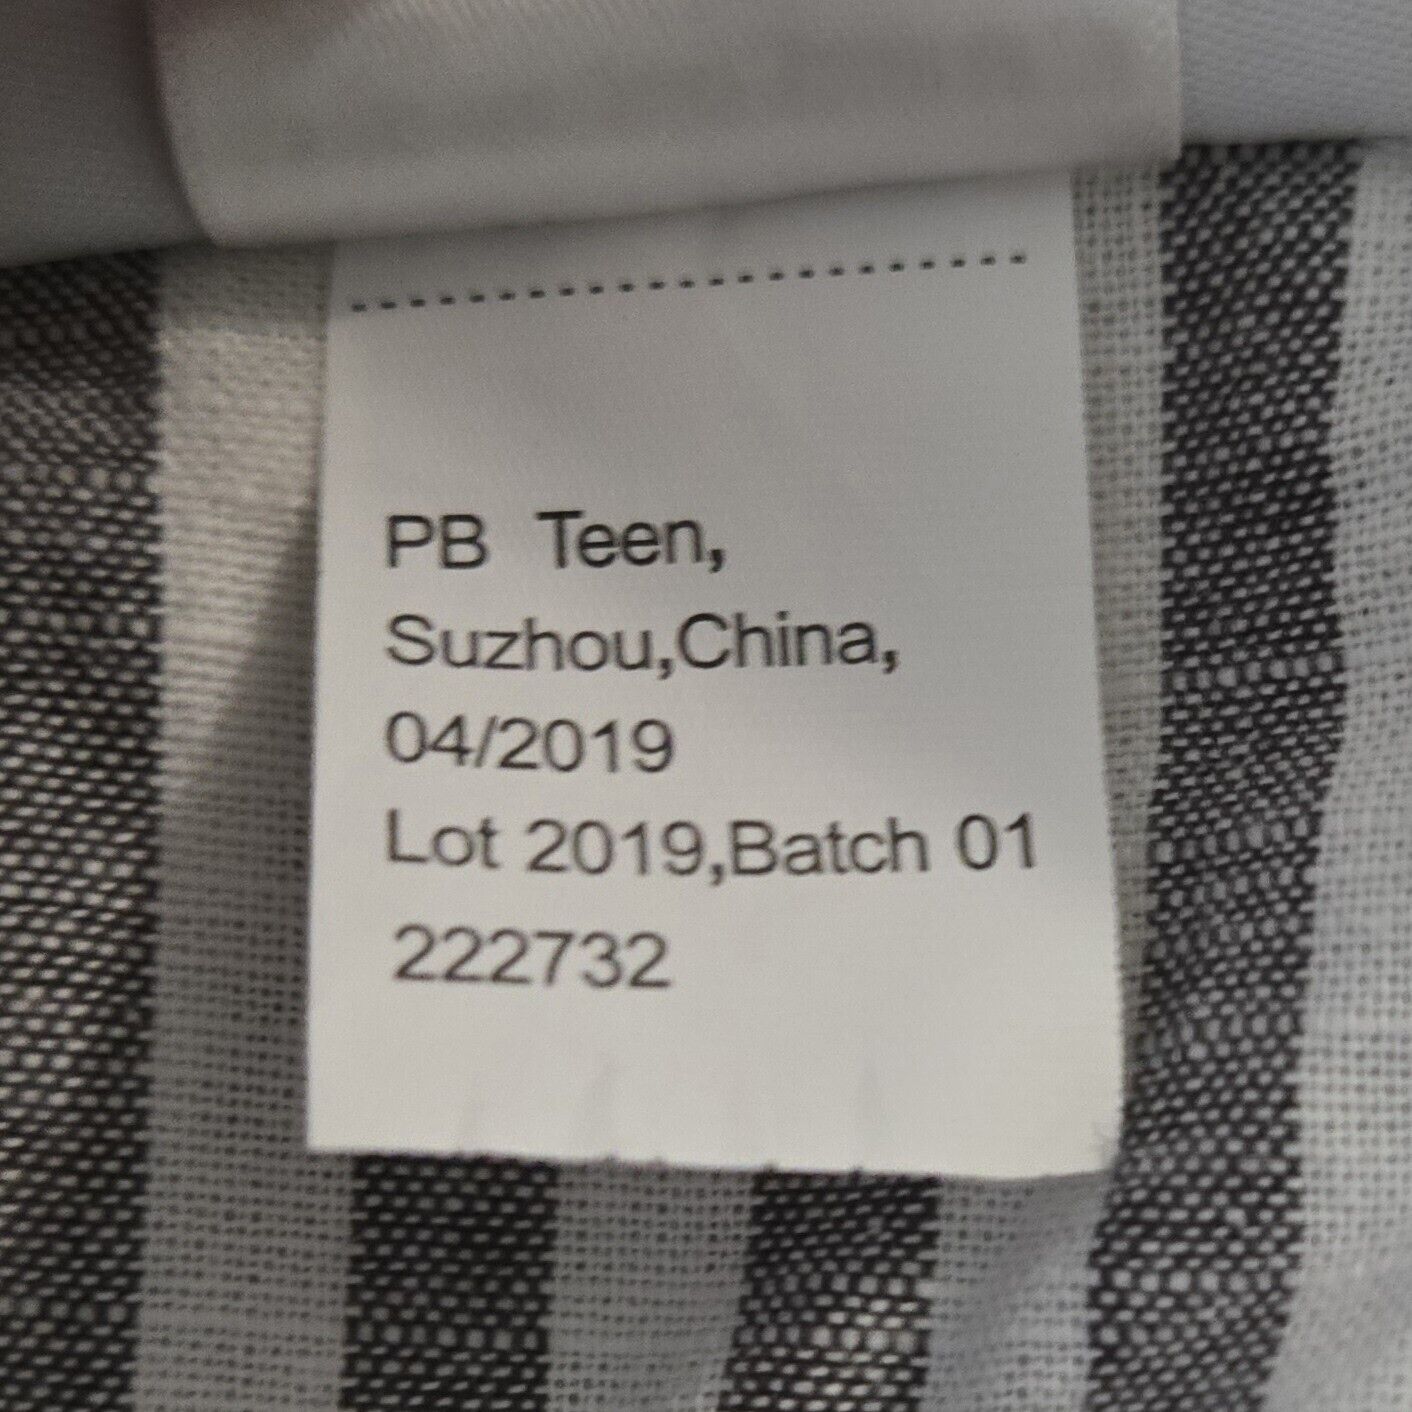 PB Teen,
Suzhou,China,
04/2019
Lot 2019,Batch 01
222732